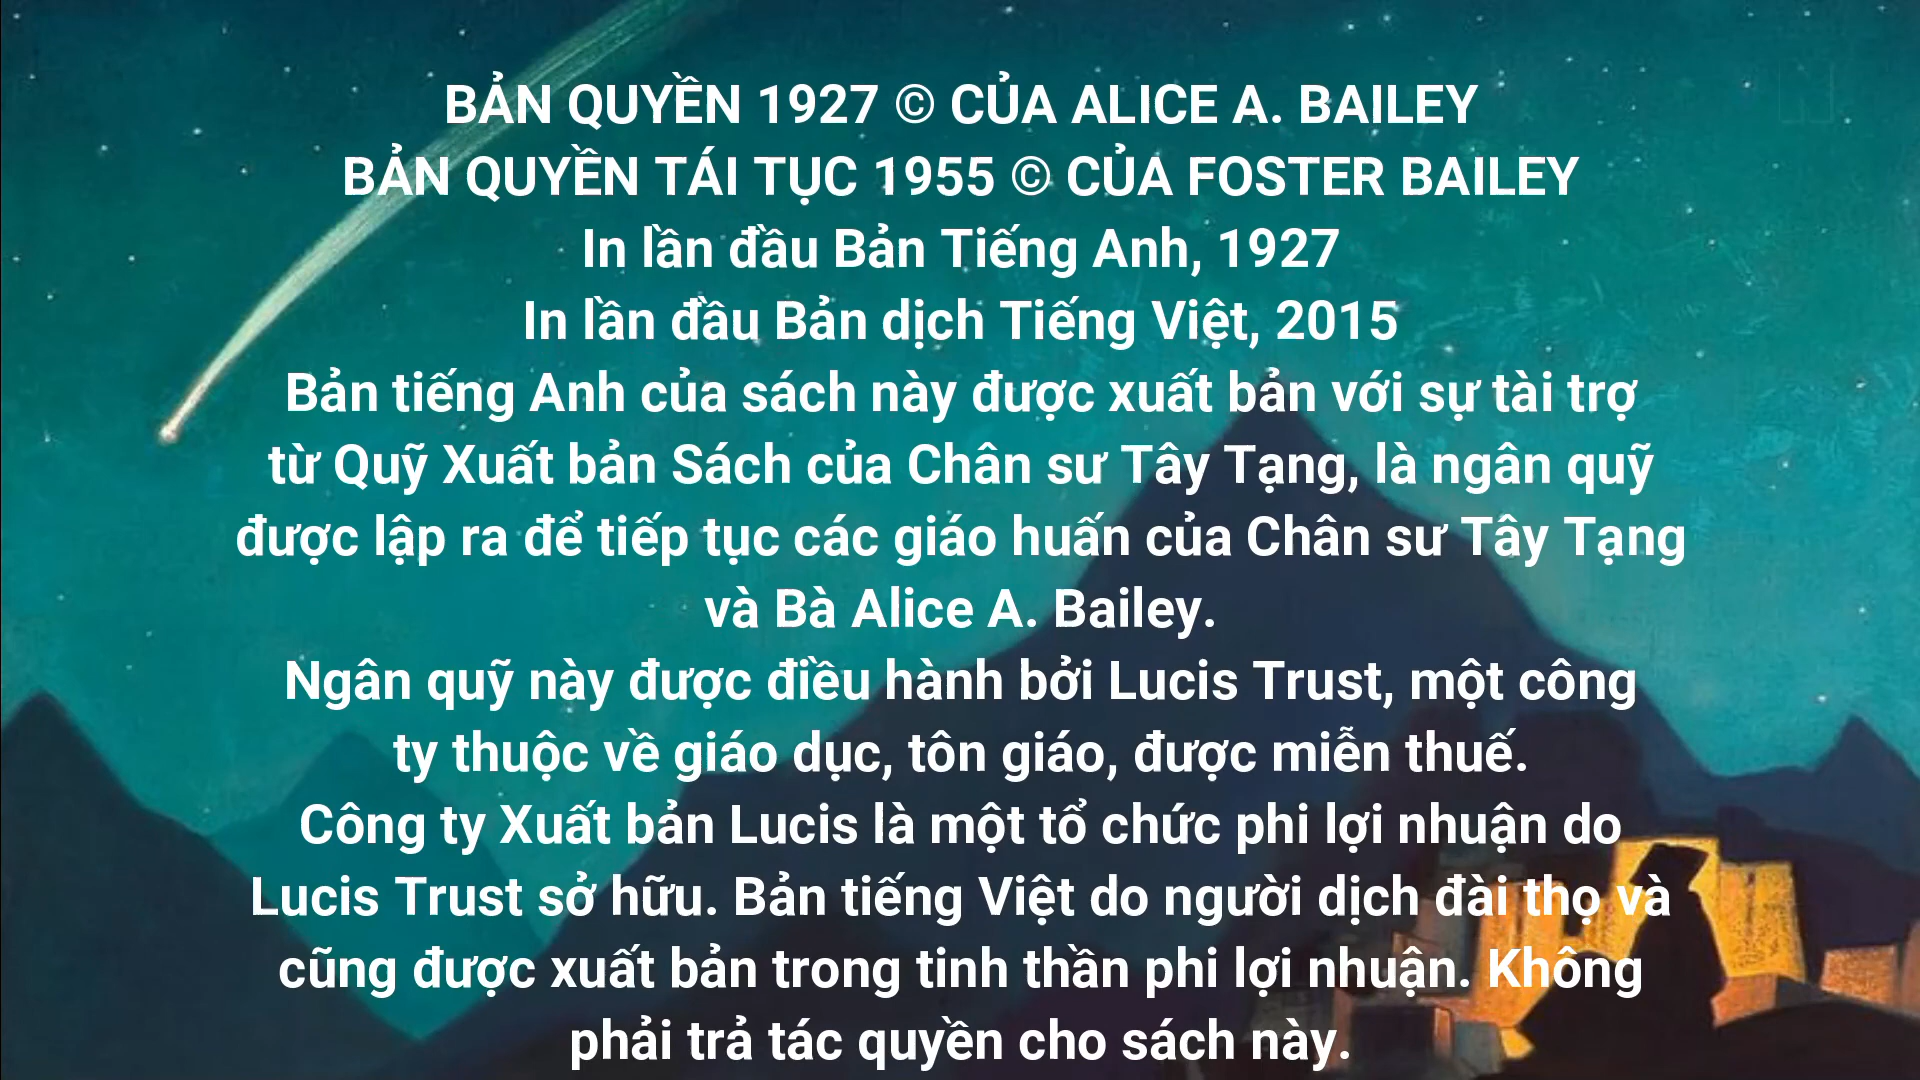 BẢN QUYỀN 1927 © CỦA ALICE A. BAILEY
BẢN QUYỀN TÁI TỤC 1955 © CỦA FOSTER BAILEY
In lần đầu Bản Tiếng Anh, 1927
In lần đầu Bản dịch Tiếng Việt, 2015
Bản tiếng Anh của sách này được xuất bản với sự tài trợ
từ Quỹ Xuất bản Sách của Chân sư Tây Tạng, là ngân quỹ
được lập ra để tiếp tục các giáo huấn của Chân sư Tây Tạng
và Bà Alice A. Bailey.
Ngân quỹ này được điều hành bởi Lucis Trust, một công
ty thuộc về giáo dục, tôn giáo, được miễn thuế.
Công ty Xuất bản Lucis là một tổ chức phi lợi nhuận do
Lucis Trust sở hữu. Bản tiếng Việt do người dịch đài thọ và
cũng được xuất bản trong tinh thần phi lợi nhuận. Không
phải trả tác quyền cho sách này.